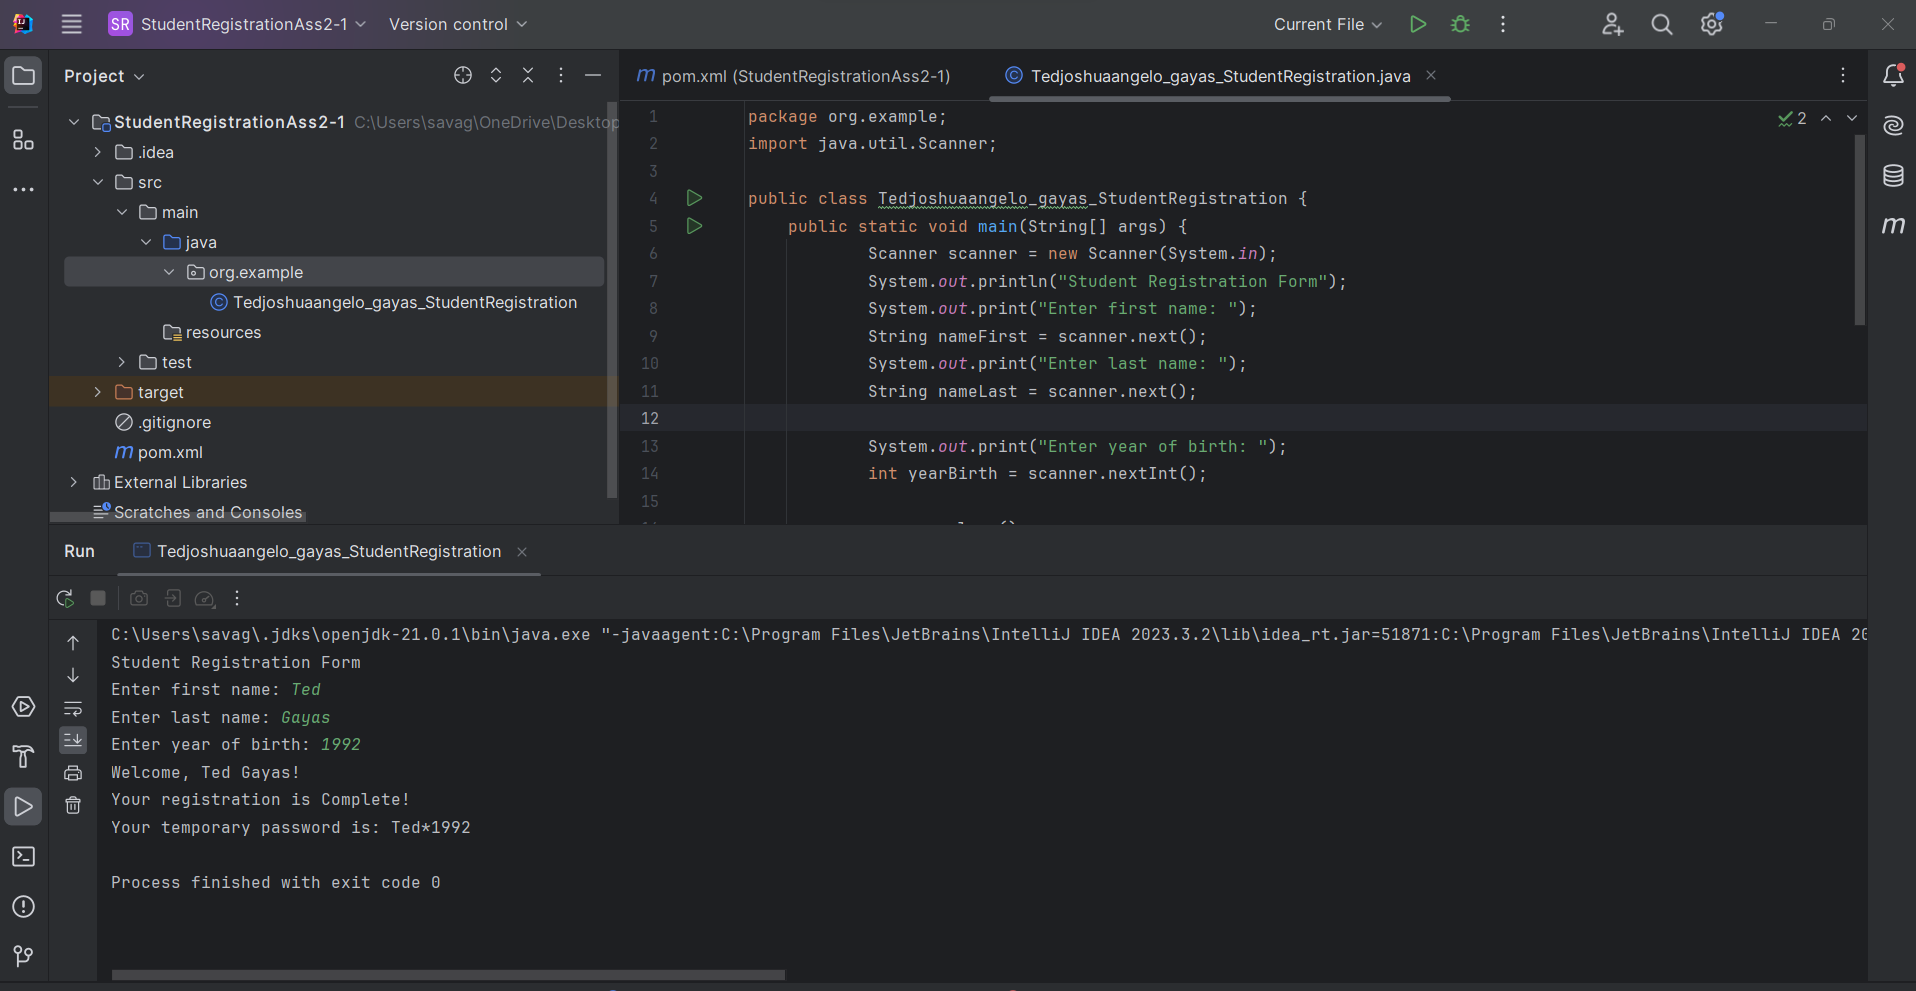 SR StudentRegistrationAss2-1 Version control Current File
Project
StudentRegistrationAss2-1 C:\Users\savag\OneDrive\Desktop
.idea
src
main
java
org.example
Tedjoshuaangelo_gayas_StudentRegistration
resources
test
target
.gitignore
m pom.xml
External Libraries
Scratches and Consoles
m pom.xml (StudentRegistrationAss2-1) © Tedjoshuaangelo_gayas_StudentRegistration.java
2
1 package org.example;
2 import java.util.Scanner;
3
4 public class Tedjoshuaangelo_gayas_StudentRegistration {
5 public static void main(String[] args) {
6 Scanner scanner = new Scanner(System.in);
7 System.out.println("Student Registration Form");
8 System.out.print("Enter first name: ");
9 String nameFirst = scanner.next();
10 System.out.print("Enter last name: ");
11 String nameLast = scanner.next();
12
13 System.out.print("Enter year of birth: ");
14 int yearBirth = scanner.nextInt();
15
m
Run Tedjoshuaangelo_gayas_StudentRegistration
C:\Users\savag\.jdks\openjdk-21.0.1\bin\java.exe "-javaagent:C:\Program Files\JetBrains\IntelliJ IDEA 2023.3.2\lib\idea_rt.jar=51871:C:\Program Files\JetBrains\IntelliJ IDEA 20
Student Registration Form
Enter first name: Ted
Enter last name: Gayas
Enter year of birth: 1992
Welcome, Ted Gayas!
Your registration is Complete!
Your temporary password is: Ted*1992
Process finished with exit code 0